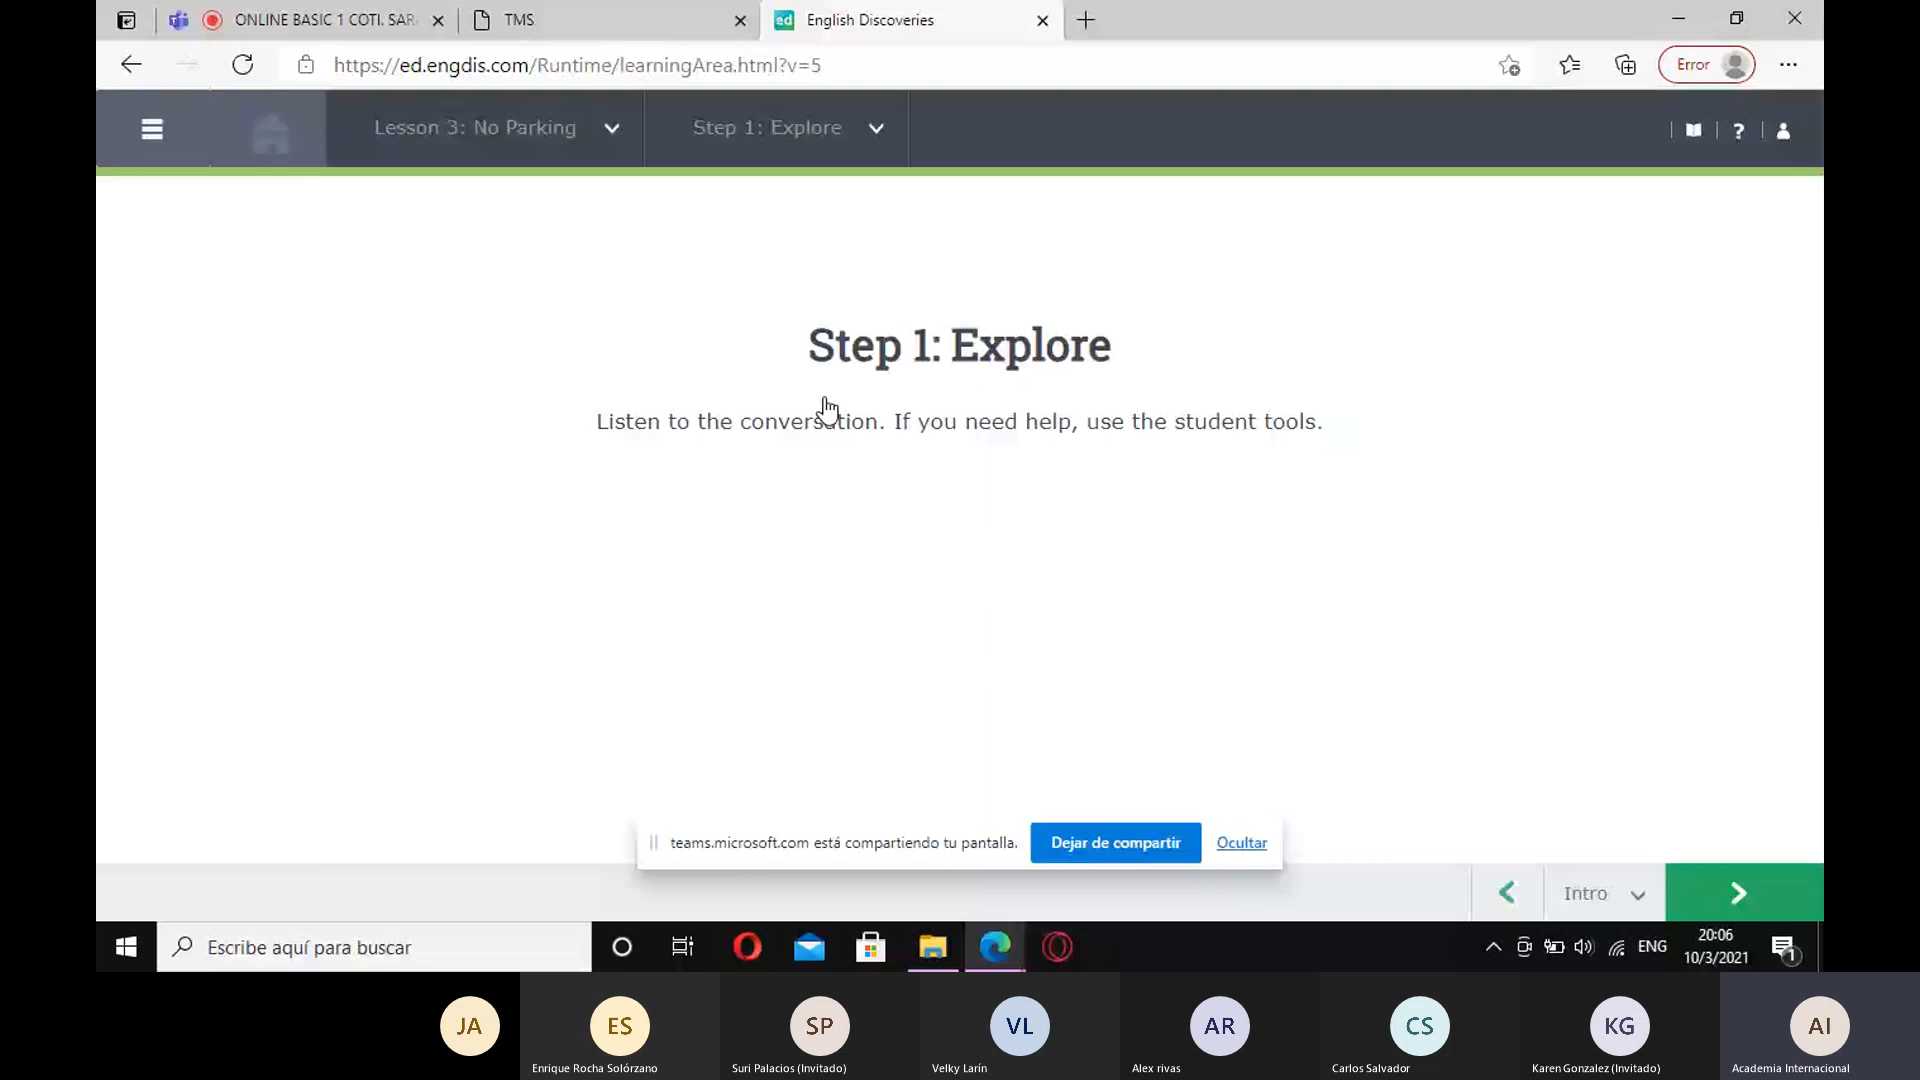 ONLINE BASIC 1 COTI. SAR
TMS
English Discoveries
https://ed.engdis.com/Runtime/learningArea.html?v=5
Error
Lesson 3: No Parking
Step 1: Explore
?
Step 1: Explore
Listen to the conversation. If you need help, use the student tools.
teams.microsoft.com está compartiendo tu pantalla.
Dejar de compartir
Ocultar
Intro
Escribe aquí para buscar
ENG
20:06
10/3/2021
1
JA
ES
SP
VL
AR
CS
KG
AI
Enrique Rocha Solórzano
Suri Palacios (Invitado)
Velky Larín
Alex rivas
Carlos Salvador
Karen Gonzalez (Invitado)
Academia Internacional